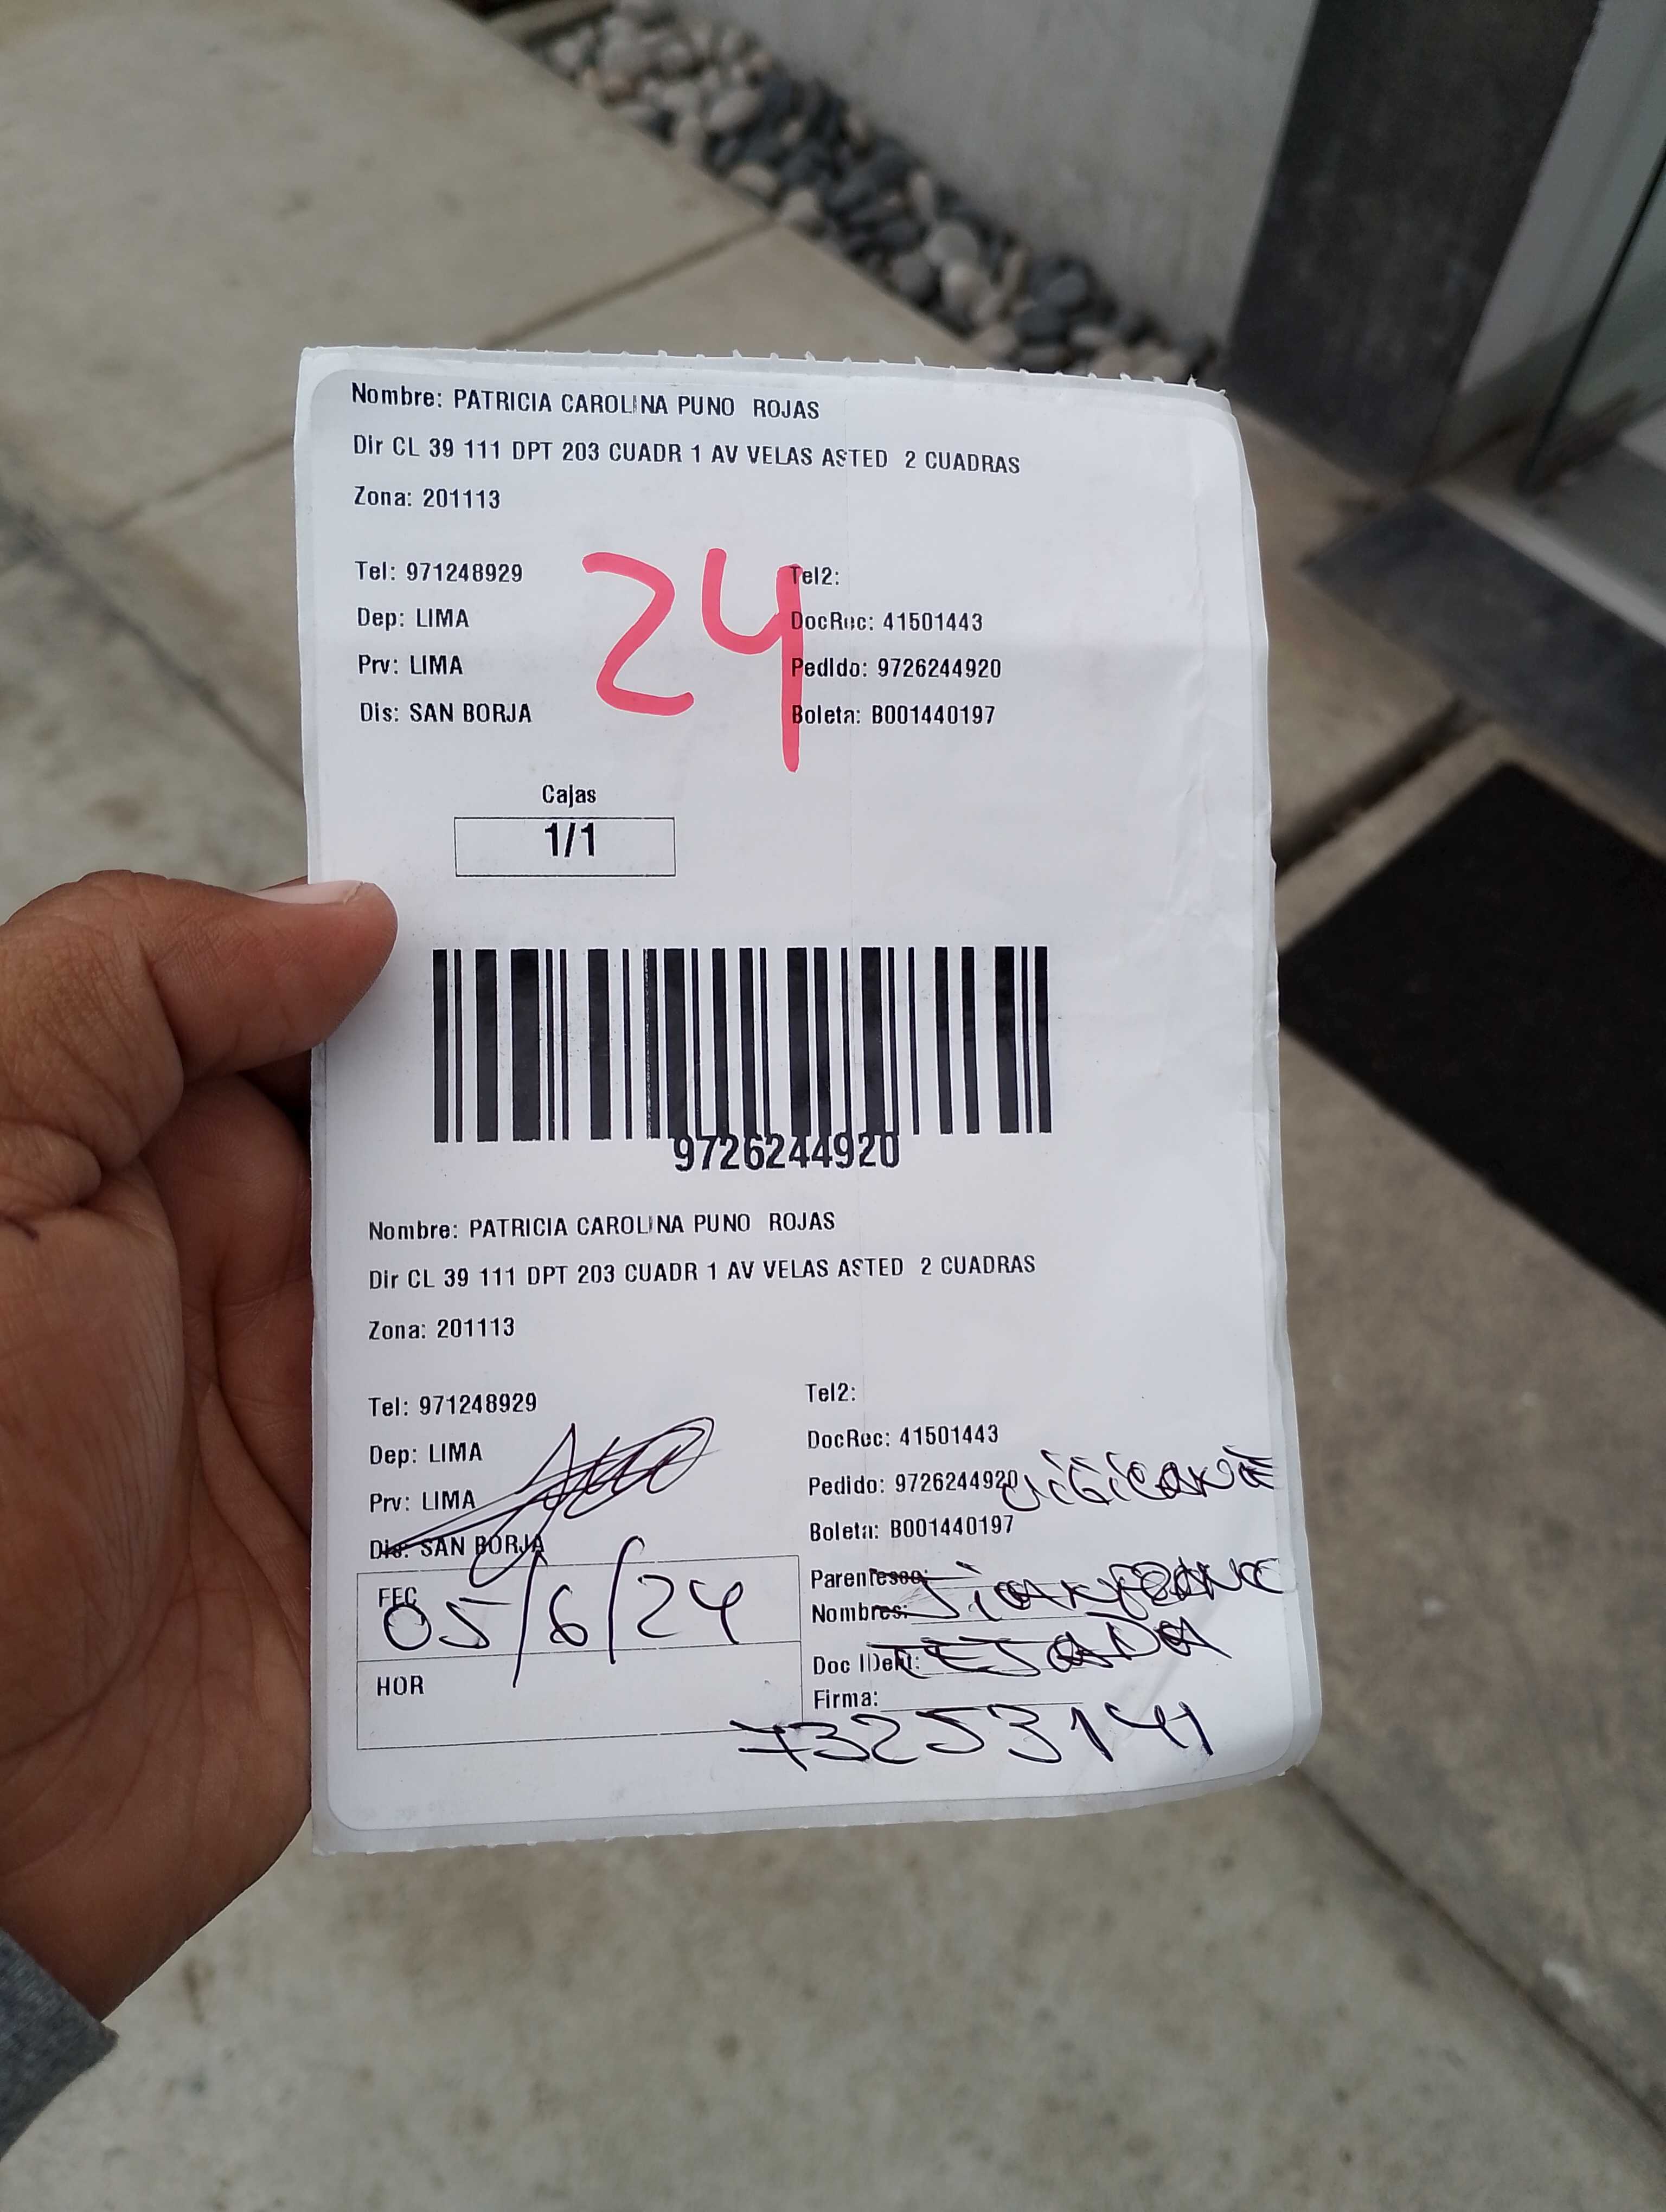 Nombre: PATRICIA CAROLINA PUNO ROJAS
Dir CL 39 111 DPT 203 CUADR 1 AV VELAS ASTED 2 CUADRAS
Zona: 201113
Tel: 971248929
Tel2:
24
Dep: LIMA
DocRec: 41501443
Prv: LIMA
Pedido: 9726244920
Dis: SAN BORJA
Boleta: B001440197
Cajas
1/1
9726244920
Nombre: PATRICIA CAROLINA PUNO ROJAS
Dir CL 39 111 DPT 203 CUADR 1 AV VELAS ASTED 2 CUADRAS
Zona: 201113
Tel: 971248929
Tel2:
Dep: LIMA
DocRec: 41501443
Prv: LIMA
Pedido: 9726244920
Dis: SAN BORJA
Boleta: B001440197
FEC
05/6/24
HOR
Parentesco:
Nombres:
TEJADA
Doc IDent:
Firma:
73253141